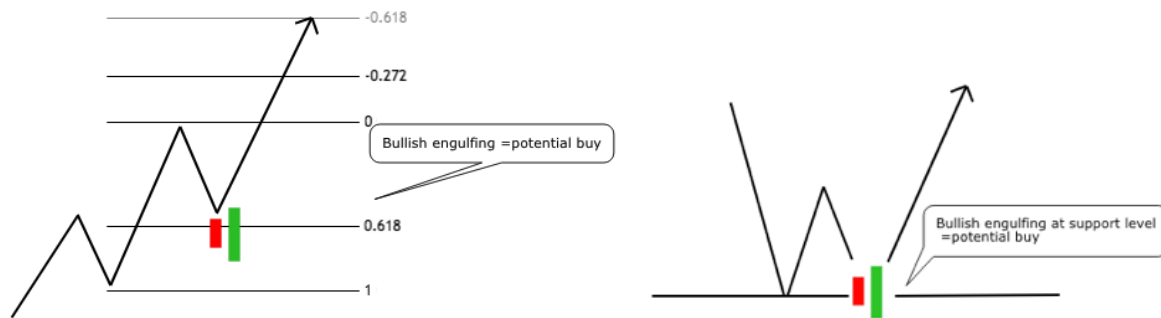 -0.618
-0.272
0
Bullish engulfing =potential buy
0.618
1
Bullish engulfing at support level
=potential buy